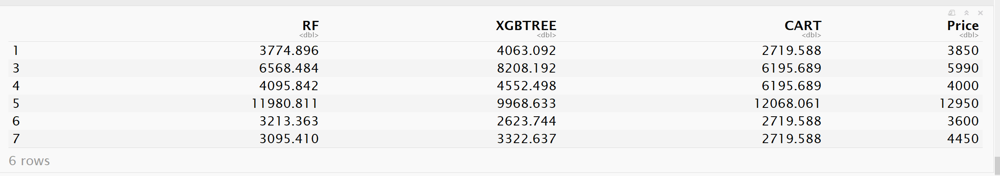 RF XGBTREE CART Price
<dbl> <dbl> <dbl> <dbl>
1 3774.896 4063.092 2719.588 3850
3 6568.484 8208.192 6195.689 5990
4 4095.842 4552.498 6195.689 4000
5 11980.811 9968.633 12068.061 12950
6 3213.363 2623.744 2719.588 3600
7 3095.410 3322.637 2719.588 4450
6 rows